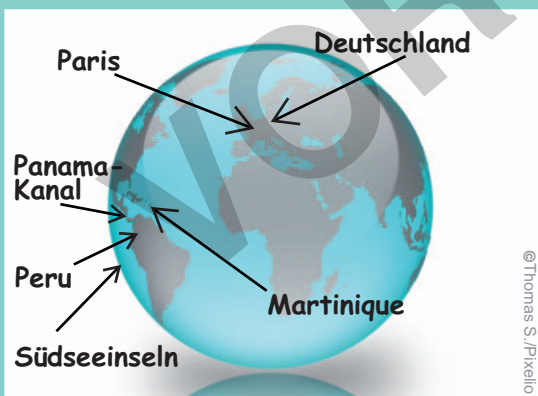 Deutschland
Paris
Panama-
Kanal
Peru
Martinique
Südseeinseln
©Thomas S./Pixelio